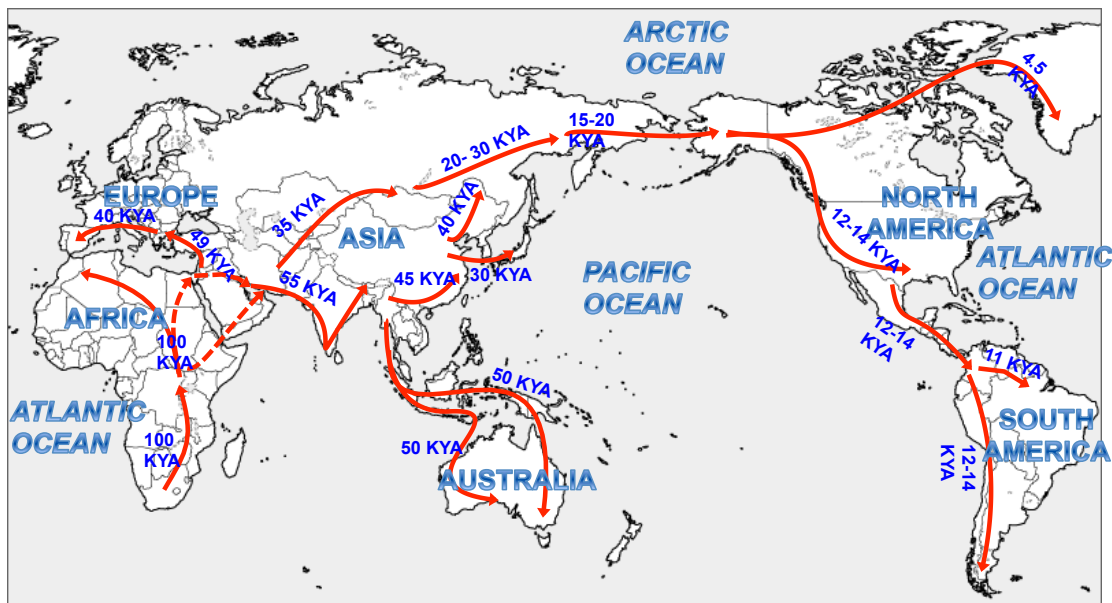 ARCTIC
OCEAN
4.5
KYA
15-20
KYA
20- 30 KYA
EUROPE
40 KYA
49 KYA
35 KYA
ASIA
40 KYA
NORTH
AMERICA
12-14 KYA
55 KYA
45 KYA
30 KYA
PACIFIC
OCEAN
ATLANTIC
OCEAN
AFRICA
100
KYA
12-14
KYA
11 KYA
50 KYA
ATLANTIC
OCEAN
100
KYA
50 KYA
AUSTRALIA
SOUTH
AMERICA
12-14
KYA